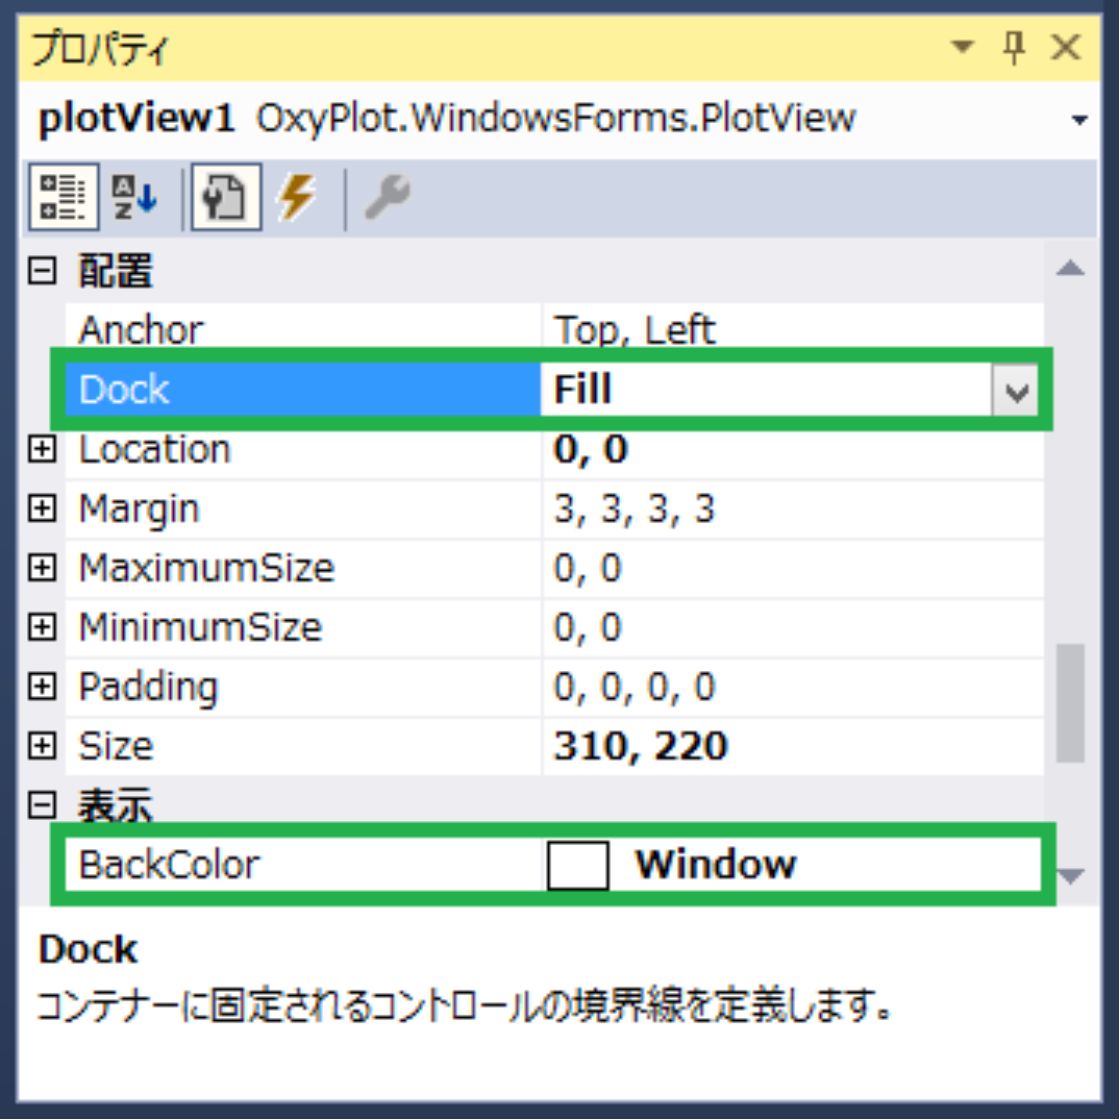 プロパティ
plotView1 OxyPlot.WindowsForms.PlotView
配置
Anchor Top, Left
Dock Fill
Location 0, 0
Margin 3, 3, 3, 3
MaximumSize 0, 0
MinimumSize 0, 0
Padding 0, 0, 0, 0
Size 310, 220
表示
BackColor Window
Dock
コンテナーに固定されるコントロールの境界線を定義します。